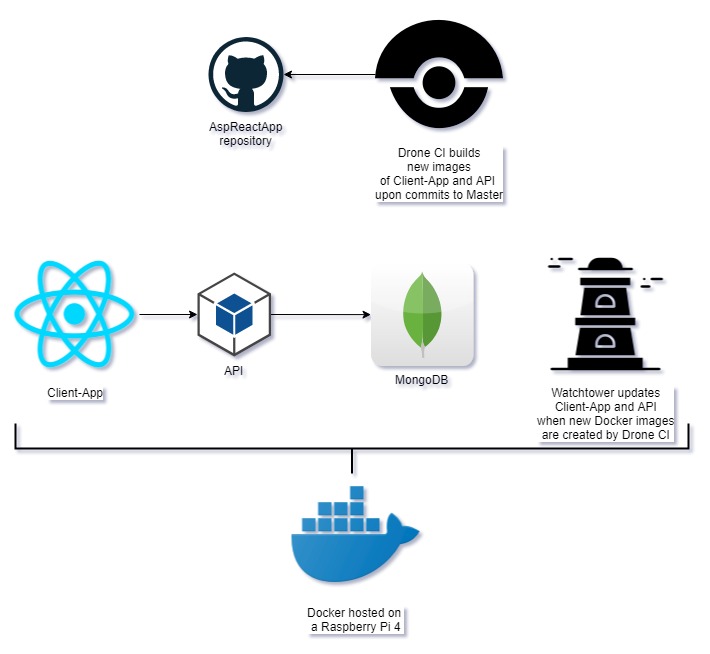 AspReactApp
repository
Drone CI builds
new images
of Client-App and API
upon commits to Master
Client-App
API
MongoDB
Watchtower updates
Client-App and API
when new Docker images
are created by Drone CI
Docker hosted on
a Raspberry Pi 4